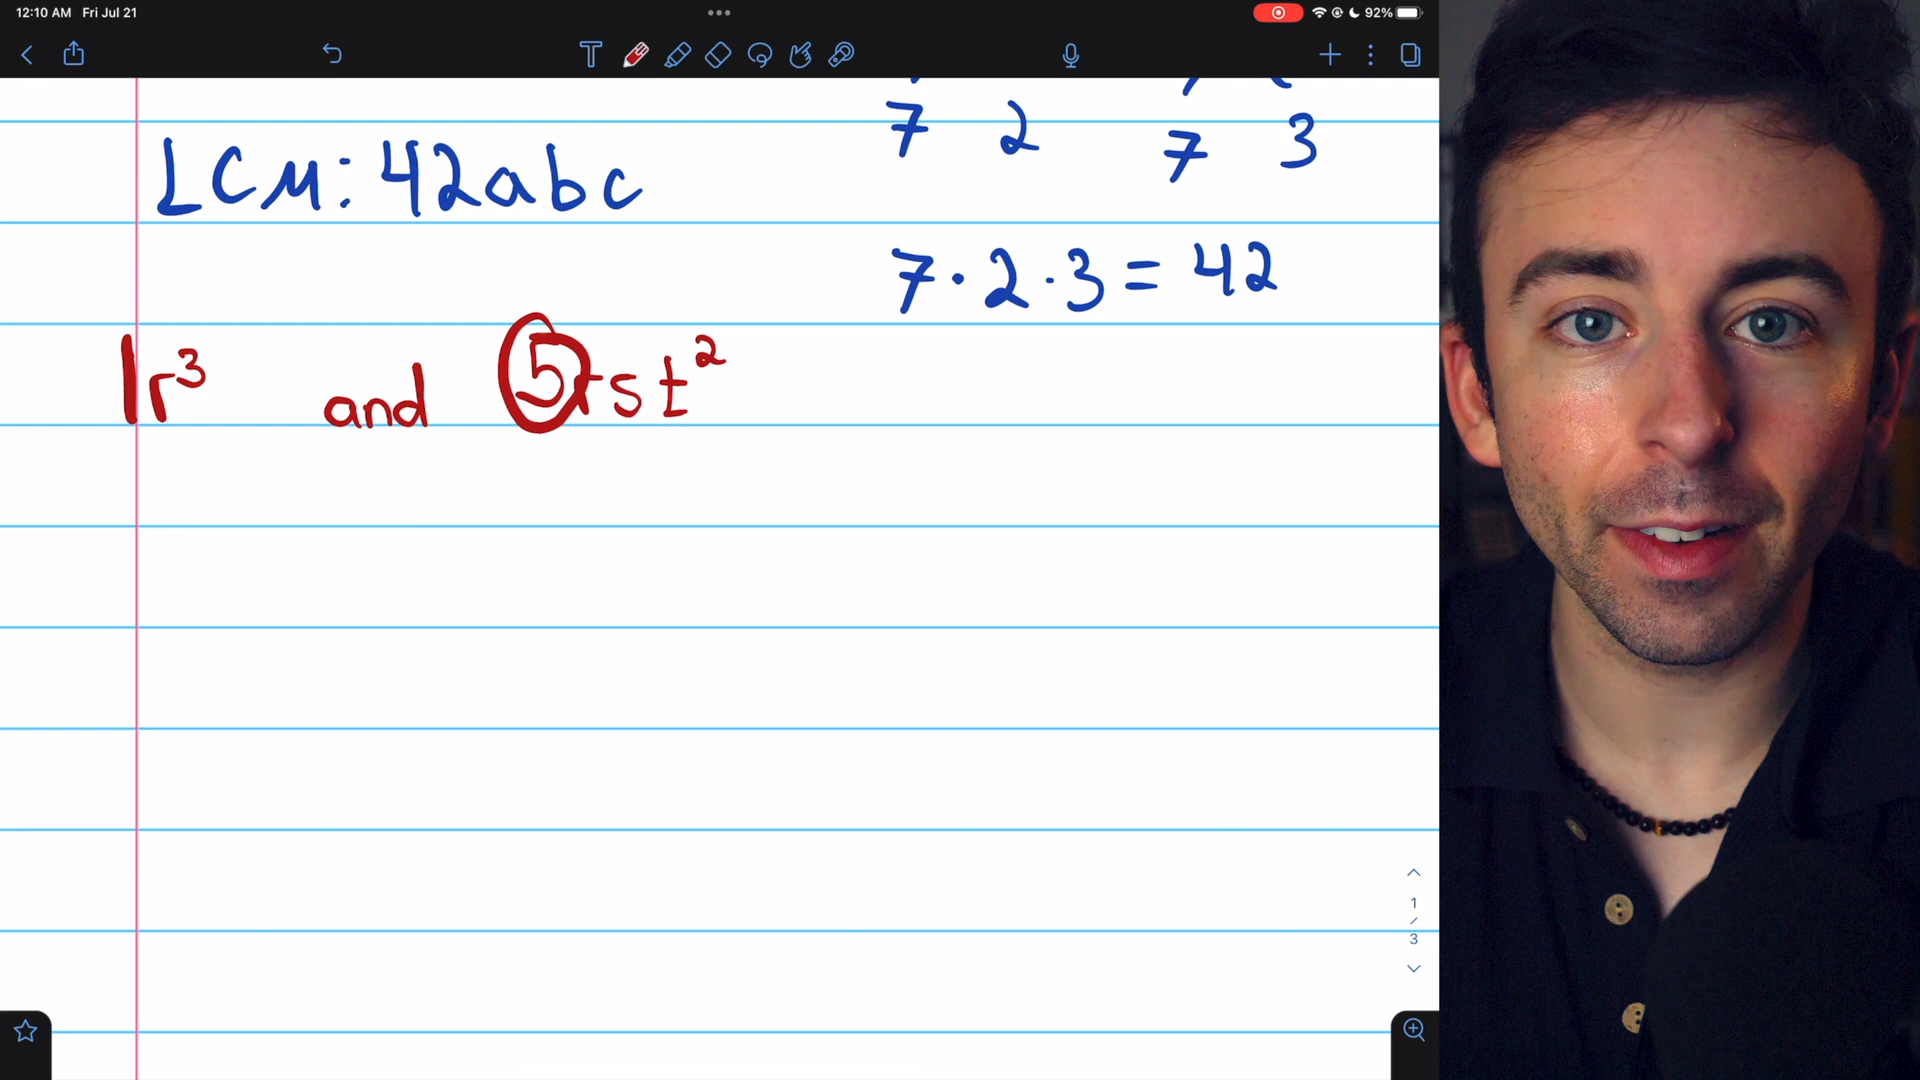 12:10 AM Fri Jul 21
92%
7 2 7 3
LCM: 42abc
7 · 2 · 3 = 42
1r³ and 5rst²
1
/
3